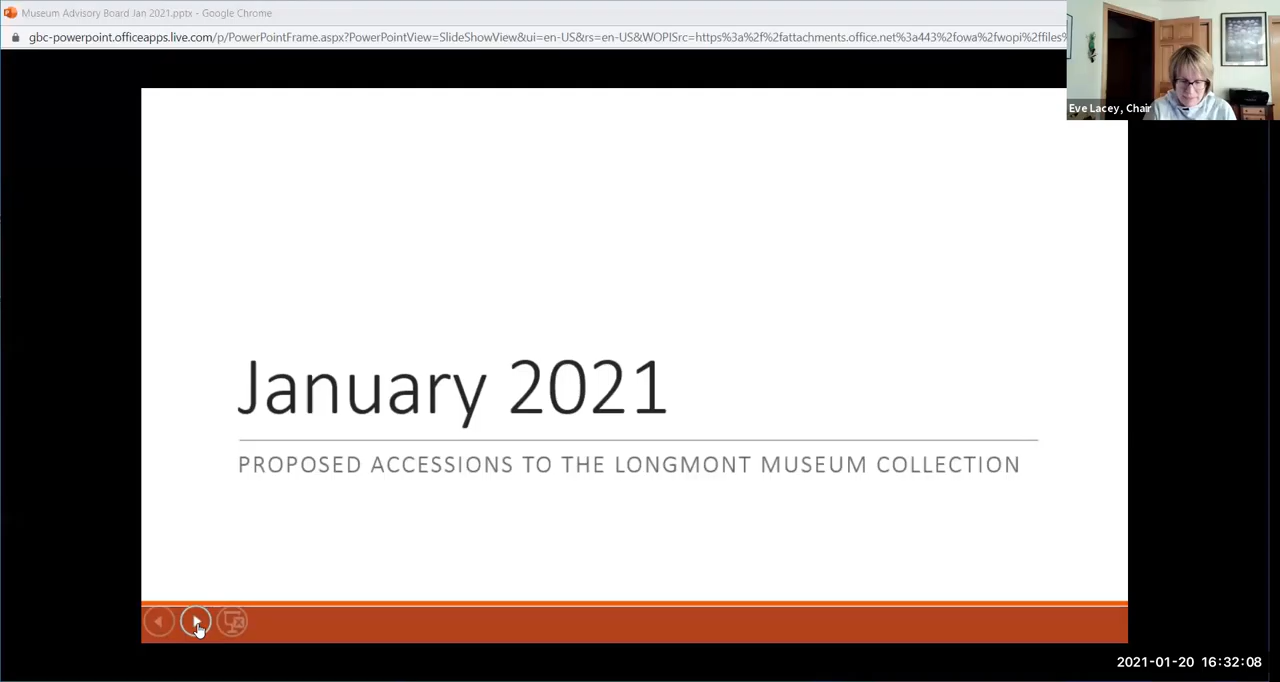 Museum Advisory Board Jan 2021.pptx - Google Chrome
gbc-powerpoint.officeapps.live.com/p/PowerPointFrame.aspx?PowerPointView=SlideShowView&ui=en-US&rs=en-US&WOPISrc=https%3a%2f%2fattachments.office.net%3a443%2fowa%2fwopi%2ffiles%
Eve Lacey, Chair
January 2021
PROPOSED ACCESSIONS TO THE LONGMONT MUSEUM COLLECTION
2021-01-20 16:32:08